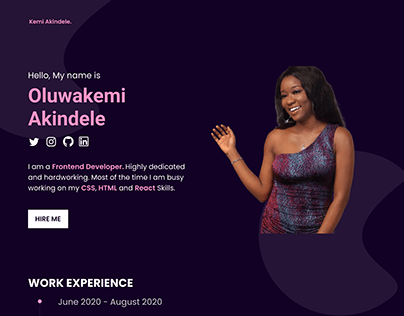 Kemi Akindele.
Hello, My name is
Oluwakemi
Akindele
I am a Frontend Developer. Highly dedicated
and hardworking. Most of the time I am busy
working on my CSS, HTML and React Skills.
HIRE ME
WORK EXPERIENCE
June 2020 - August 2020